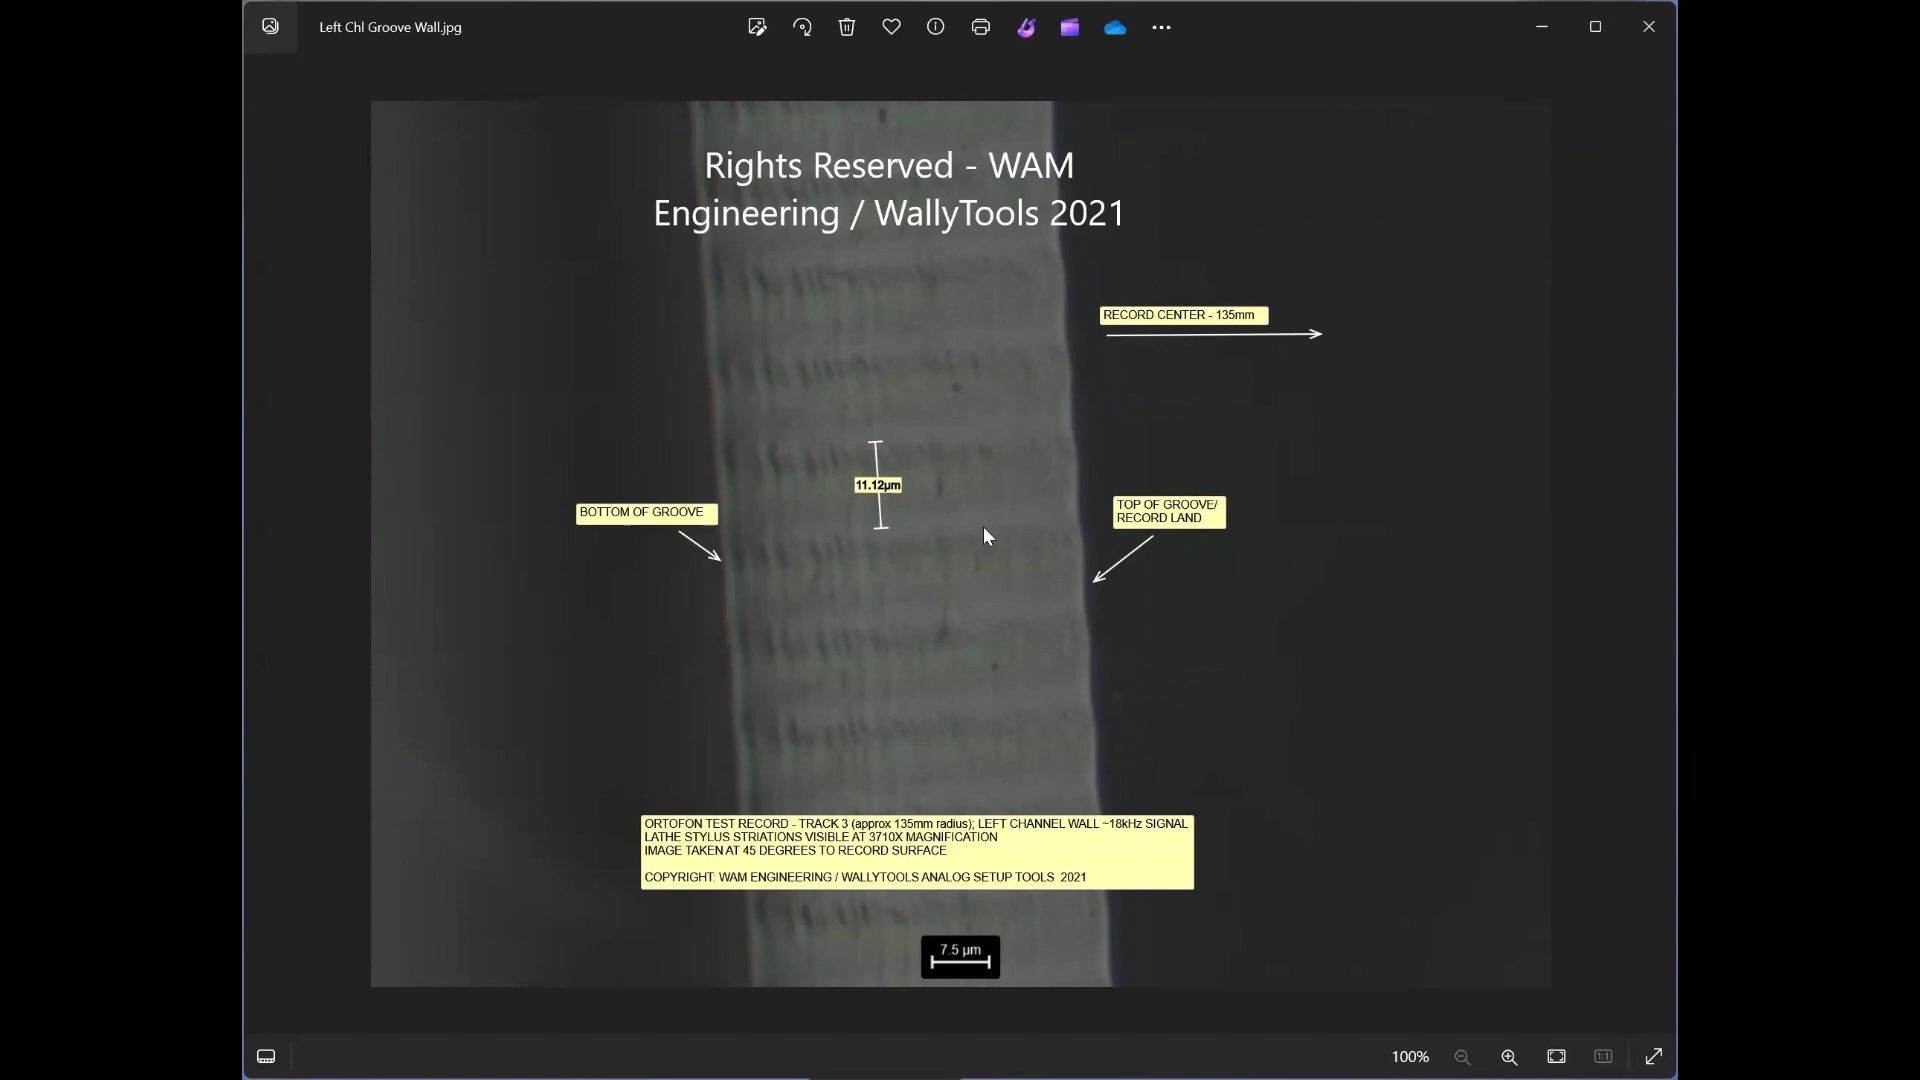 Left Chl Groove Wall.jpg
Rights Reserved - WAM
Engineering / WallyTools 2021
RECORD CENTER - 135mm
11.12µm
BOTTOM OF GROOVE
TOP OF GROOVE/
RECORD LAND
ORTOFON TEST RECORD - TRACK 3 (approx 135mm radius); LEFT CHANNEL WALL ~18kHz SIGNAL
LATHE STYLUS STRIATIONS VISIBLE AT 3710X MAGNIFICATION
IMAGE TAKEN AT 45 DEGREES TO RECORD SURFACE
COPYRIGHT: WAM ENGINEERING / WALLYTOOLS ANALOG SETUP TOOLS 2021
7.5 µm
100%
1:1